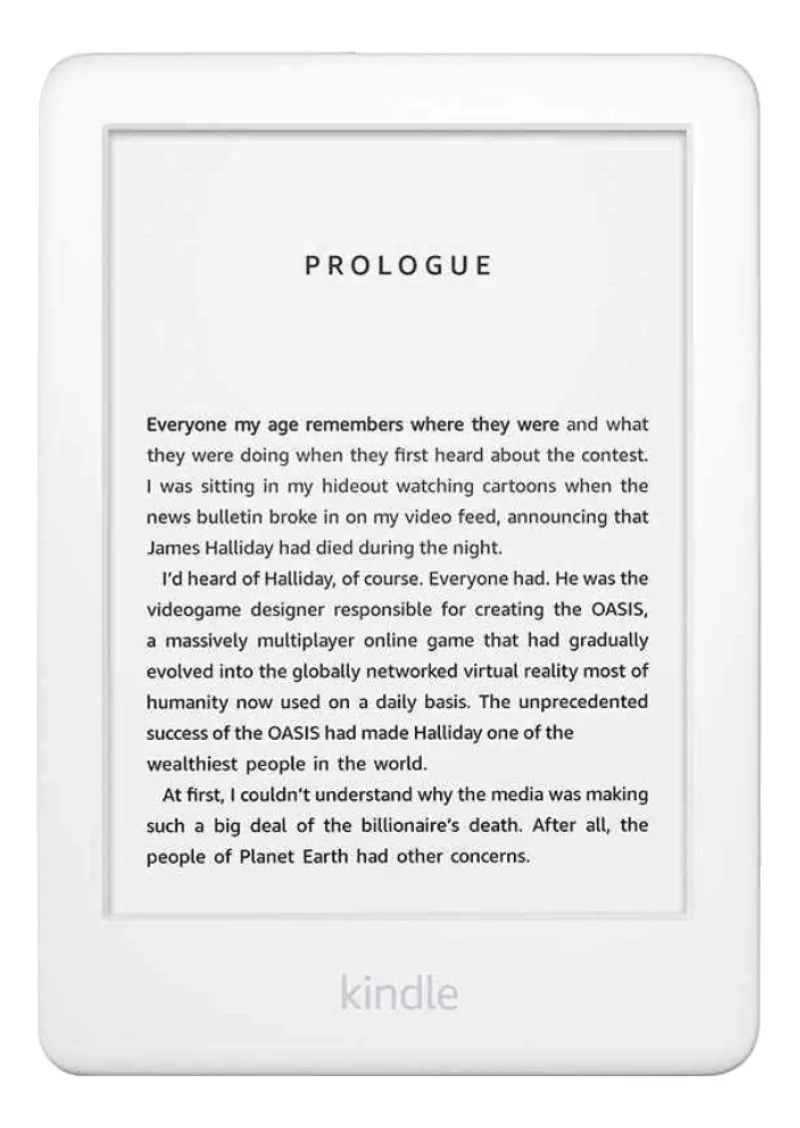 PROLOGUE
Everyone my age remembers where they were and what
they were doing when they first heard about the contest.
I was sitting in my hideout watching cartoons when the
news bulletin broke in on my video feed, announcing that
James Halliday had died during the night.
I'd heard of Halliday, of course. Everyone had. He was the
videogame designer responsible for creating the OASIS,
a massively multiplayer online game that had gradually
evolved into the globally networked virtual reality most of
humanity now used on a daily basis. The unprecedented
success of the OASIS had made Halliday one of the
wealthiest people in the world.
At first, I couldn't understand why the media was making
such a big deal of the billionaire's death. After all, the
people of Planet Earth had other concerns.
kindle